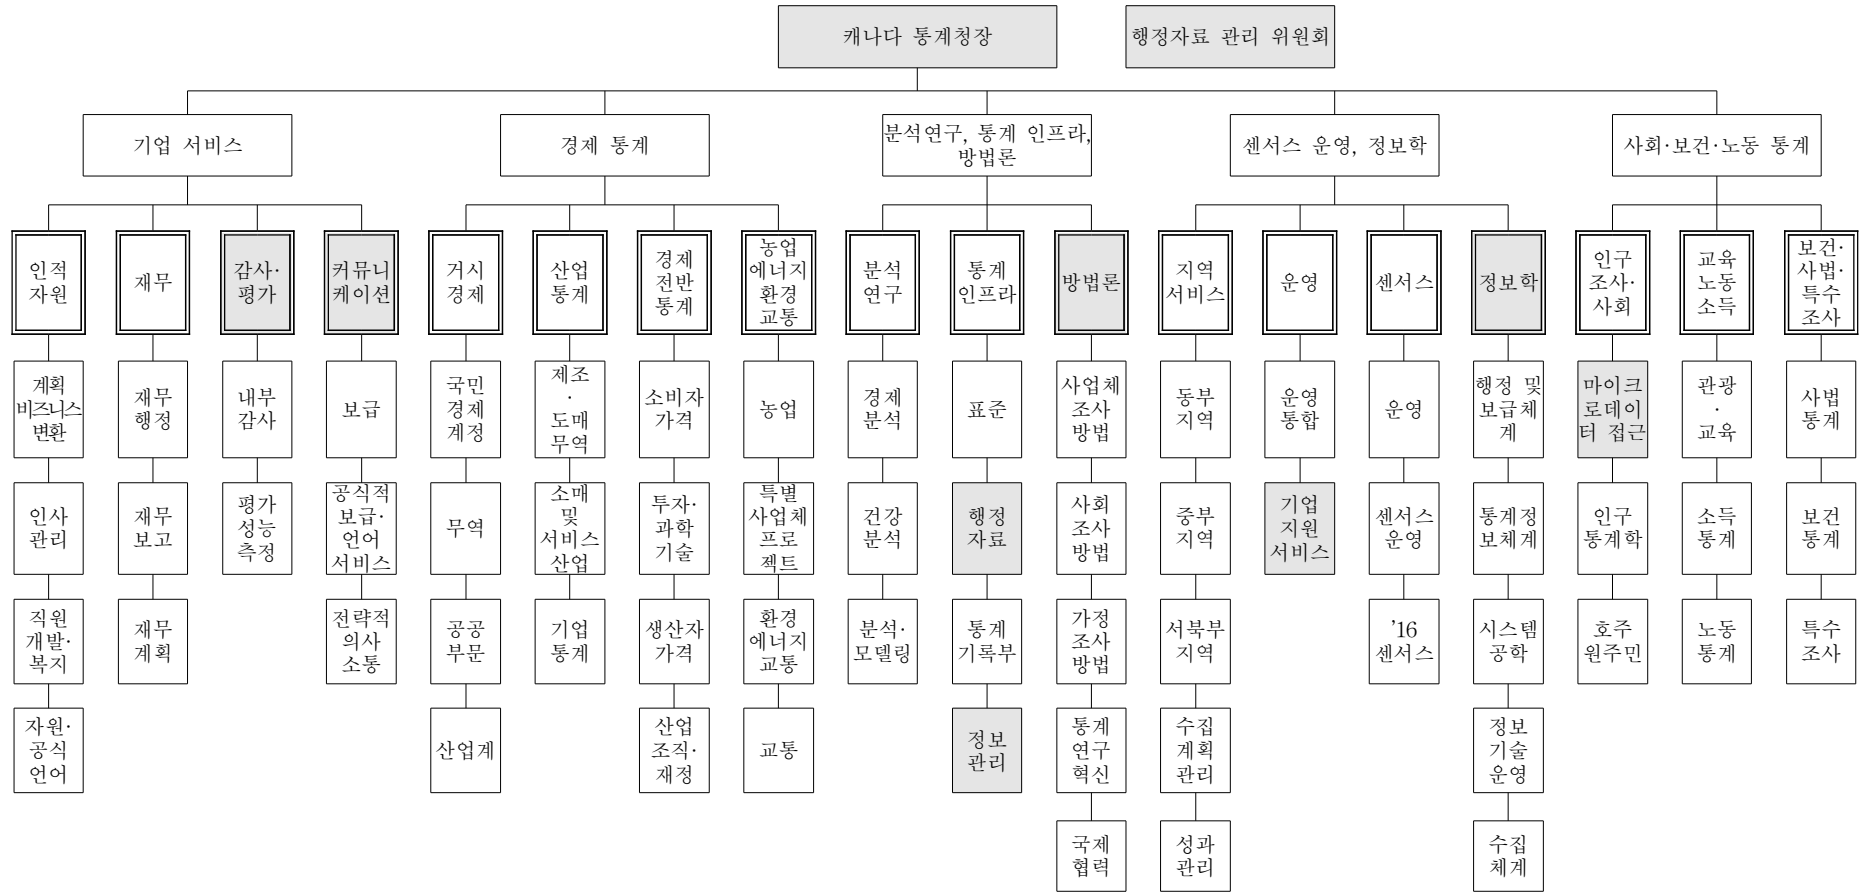 캐나다 통계청장
행정자료 관리 위원회
기업 서비스
경제 통계
분석연구, 통계 인프라,
방법론
센서스 운영, 정보학
사회·보건·노동 통계
인적
자원
재무
감사·
평가
커뮤니
케이션
거시
경제
산업
통계
경제
전반
통계
농업
에너지
환경
교통
분석
연구
통계
인프라
방법론
지역
서비스
운영
센서스
정보학
인구
조사·
사회
교육
노동
소득
보건·
사법·
특수
조사
계획
비즈니스
변환
재무
행정
내부
감사
보급
국민
경제
계정
제조
·
도매
무역
소비자
가격
농업
경제
분석
표준
사업체
조사
방법
동부
지역
운영
통합
운영
행정 및
보급체
계
마이크
로데이
터 접근
관광
·
교육
사법
통계
인사
관리
재무
보고
평가
성능
측정
공식적
보급·
언어
서비스
무역
소매
및
서비스
산업
투자·
과학
기술
특별
사업체
프로
젝트
건강
분석
행정
자료
사회
조사
방법
중부
지역
기업
지원
서비스
센서스
운영
통계정
보체계
인구
통계학
소득
통계
보건
통계
직원
개발·
복지
재무
계획
전략적
의사
소통
공공
부문
기업
통계
생산자
가격
환경
에너지
교통
분석·
모델링
통계
기록부
가정
조사
방법
서북부
지역
’16
센서스
시스템
공학
호주
원주민
노동
통계
특수
조사
자원·
공식
언어
산업계
산업
조직·
재정
교통
정보
관리
통계
연구
혁신
수집
계획
관리
정보
기술
운영
국제
협력
성과
관리
수집
체계